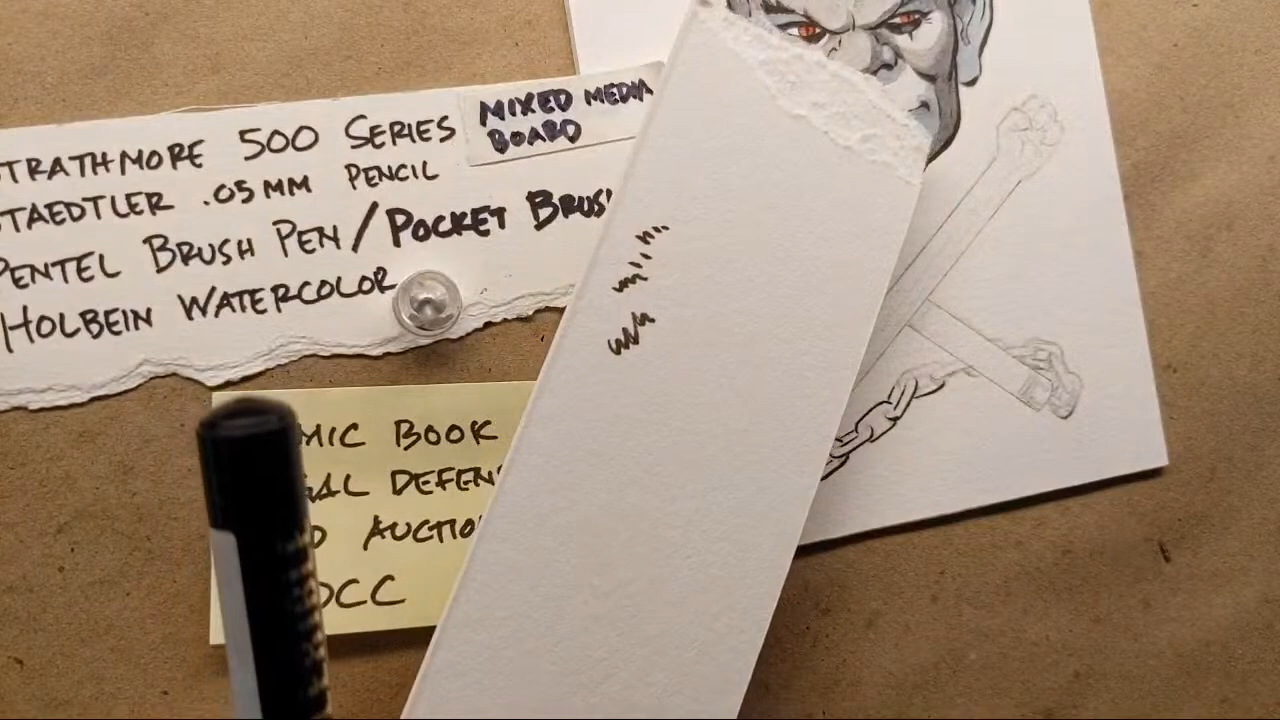 TRATHMORE 500 SERIES
MIXED MEDIA
BOARD
TAEDTLER .05MM PENCIL
PENTEL BRUSH PEN/POCKET BRUS
HOLBEIN WATERCOLOR
MIC BOOK
GAL DEFEN
D AUCTIO
DCC